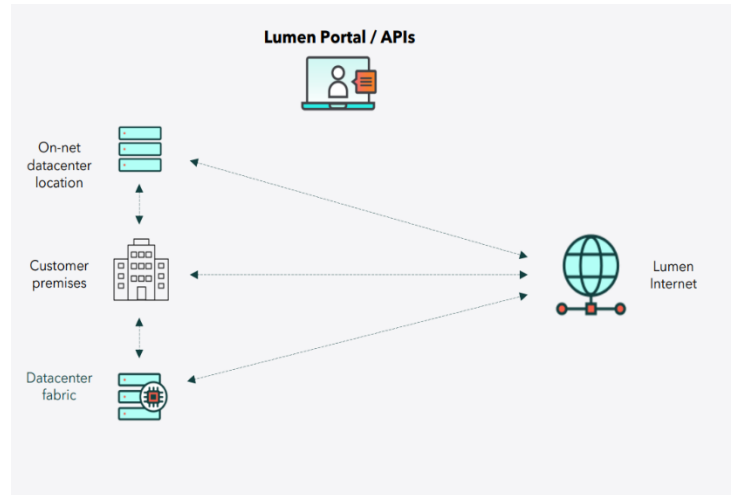 Lumen Portal / APIs
On-net
datacenter
location
Customer
premises
Lumen
Internet
Datacenter
fabric